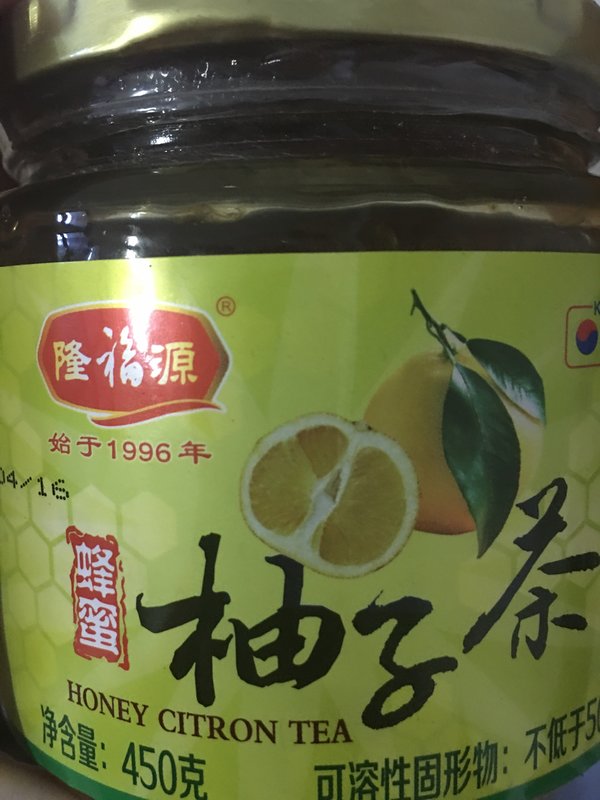 隆福源®
始于1996年
04/16
蜂蜜
柚子茶
HONEY CITRON TEA
净含量：450克
可溶性固形物：不低于